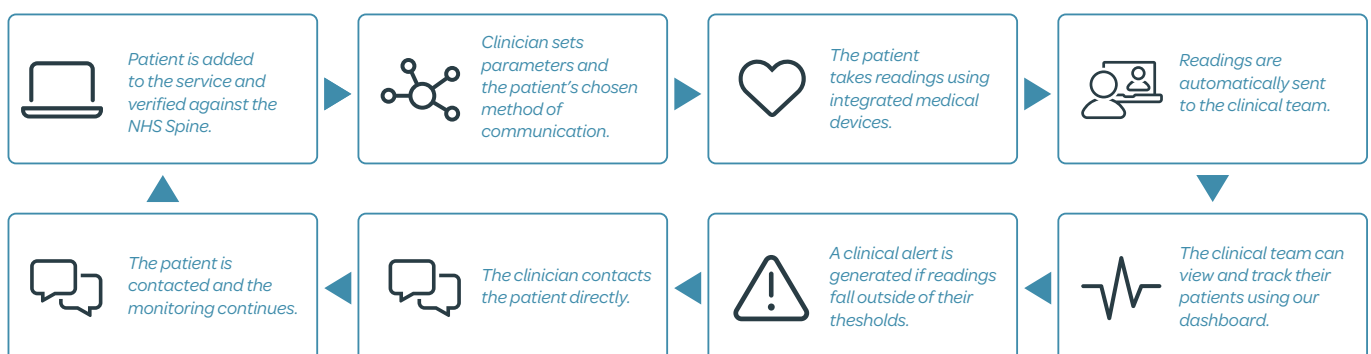 Patient is added
to the service and
verified against the
NHS Spine.
Clinician sets
parameters and
the patient's chosen
method of
communication.
The patient
takes readings using
integrated medical
devices.
Readings are
automatically sent
to the clinical team.
The clinical team can
view and track their
patients using our
dashboard.
A clinical alert is
generated if readings
fall outside of their
thesholds.
The clinician contacts
the patient directly.
The patient is
contacted and the
monitoring continues.